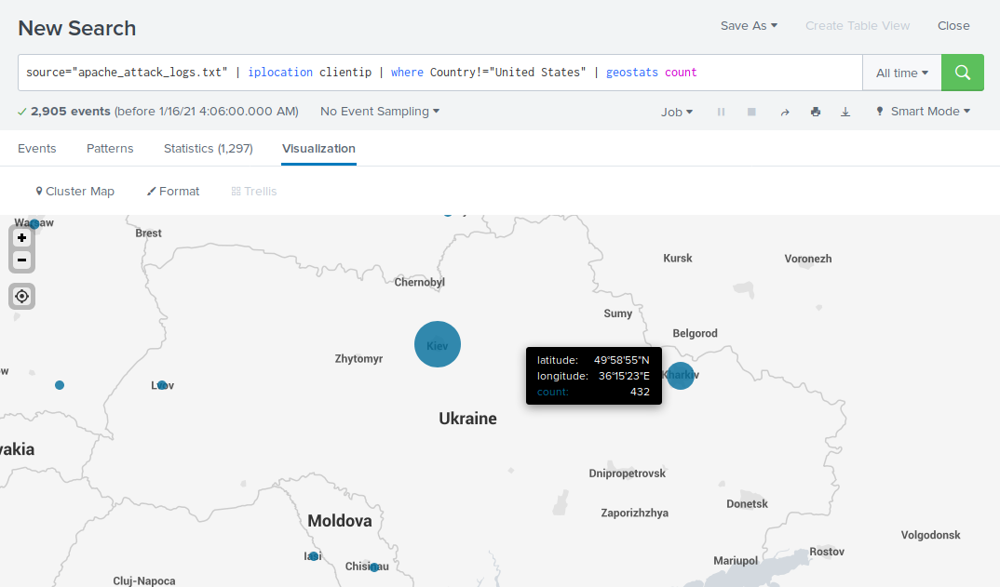 New Search
Save As Create Table View Close
source="apache_attack_logs.txt" | iplocation clientip | where Country!="United States" | geostats count
All time
2,905 events (before 1/16/21 4:06:00.000 AM) No Event Sampling
Job Smart Mode
Events Patterns Statistics (1,297) Visualization
Cluster Map Format Trellis
Warsaw
Brest
Kursk
Voronezh
Chernobyl
Sumy
Belgorod
Kiev
Zhytomyr
latitude: 49°58'55"N
longitude: 36°15'23"E
count: 432
Kharkiv
Lvov
Ukraine
vakia
Dnipropetrovsk
Donetsk
Zaporizhzhya
Moldova
Volgodonsk
Rostov
Iasi
Chisinau
Mariupol
Cluj-Napoca